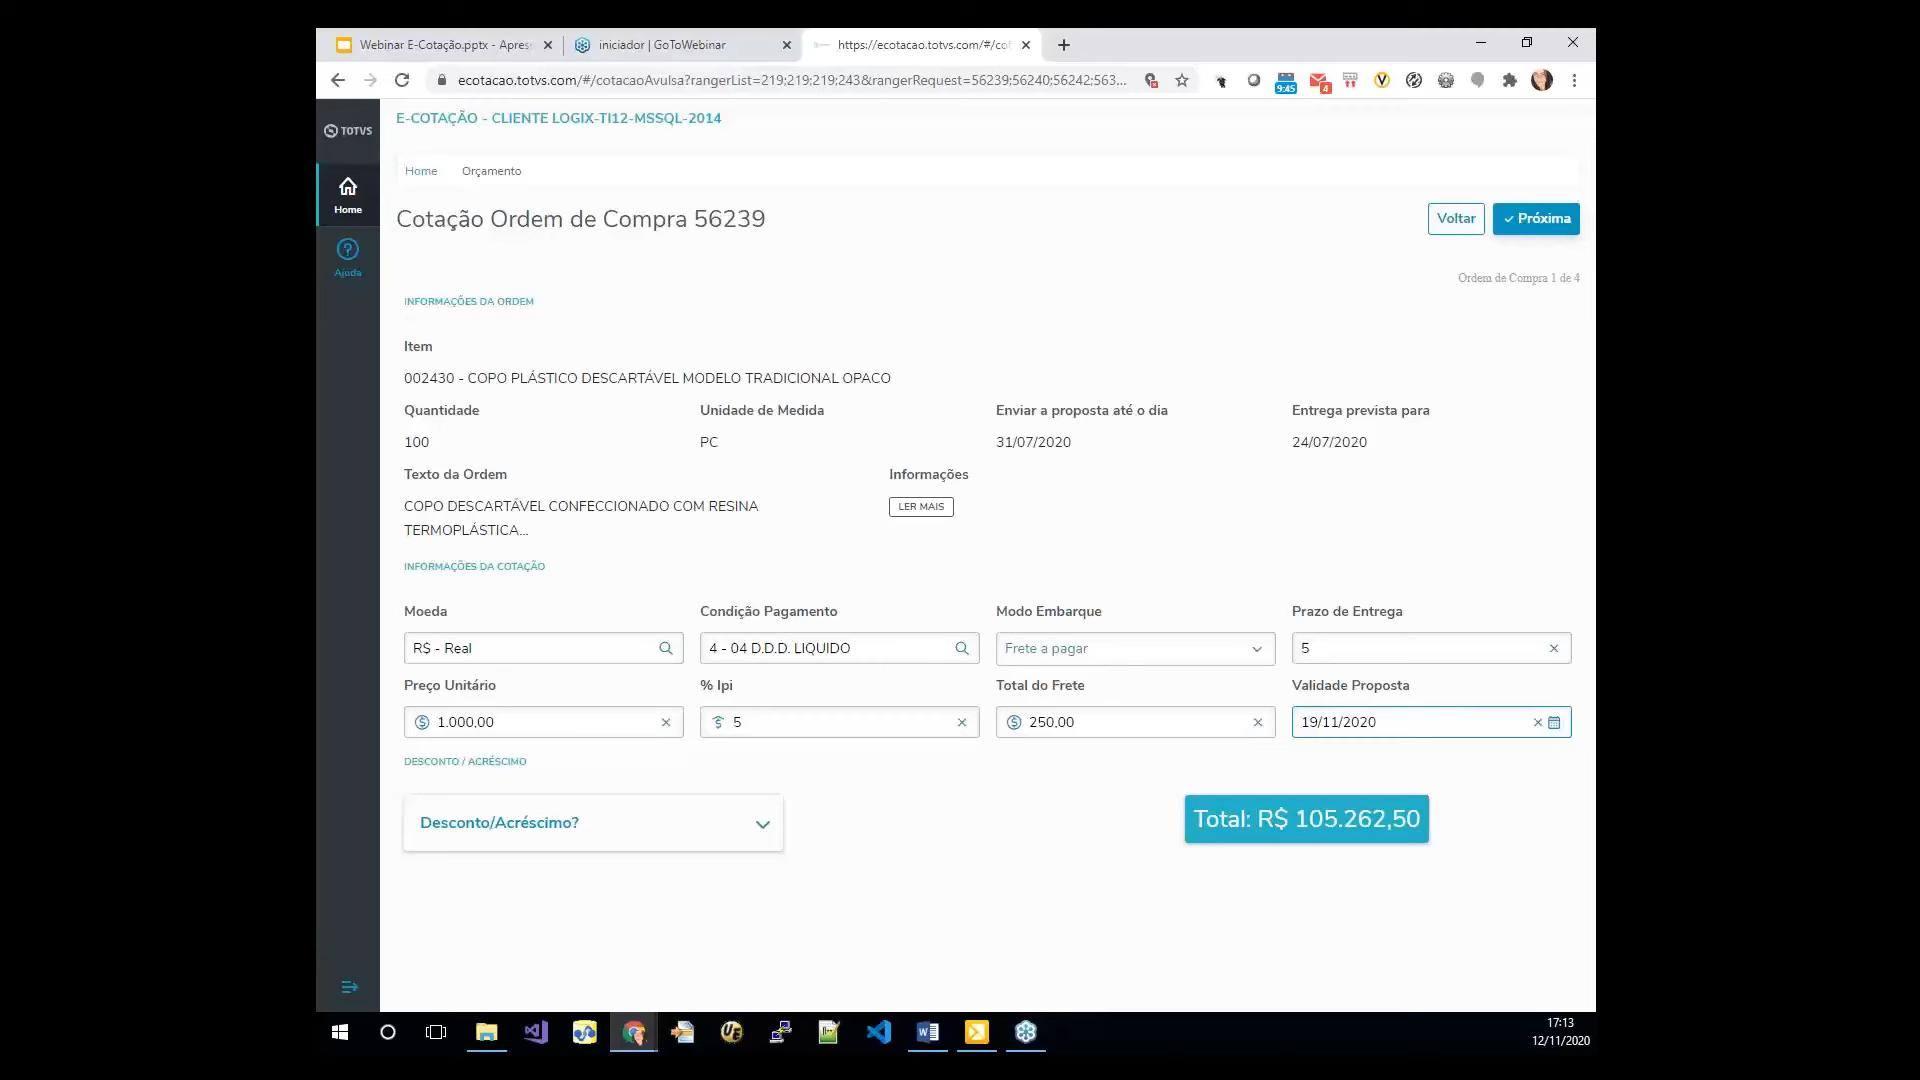 Webinar E-Cotação.pptx - Apres
iniciador | GoToWebinar
https://ecotacao.totvs.com/#/cot
ecotacao.totvs.com/#/cotacaoAvulsa?rangerList=219;219;219;243&rangerRequest=56239;56240;56242;563...
9:45
4
TOTVS
E-COTAÇÃO - CLIENTE LOGIX-TI12-MSSQL-2014
Home Orçamento
Home
Ajuda
Cotação Ordem de Compra 56239
Voltar
Próxima
Ordem de Compra 1 de 4
INFORMAÇÕES DA ORDEM
Item
002430 - COPO PLÁSTICO DESCARTÁVEL MODELO TRADICIONAL OPACO
Quantidade Unidade de Medida Enviar a proposta até o dia Entrega prevista para
100 PC 31/07/2020 24/07/2020
Texto da Ordem Informações
COPO DESCARTÁVEL CONFECCIONADO COM RESINA
TERMOPLÁSTICA...
LER MAIS
INFORMAÇÕES DA COTAÇÃO
Moeda Condição Pagamento Modo Embarque Prazo de Entrega
R$ - Real 4 - 04 D.D.D. LIQUIDO Frete a pagar 5
Preço Unitário % Ipi Total do Frete Validade Proposta
1.000,00 5 250,00 19/11/2020
DESCONTO / ACRÉSCIMO
Desconto/Acréscimo?
Total: R$ 105.262,50
17:13
12/11/2020